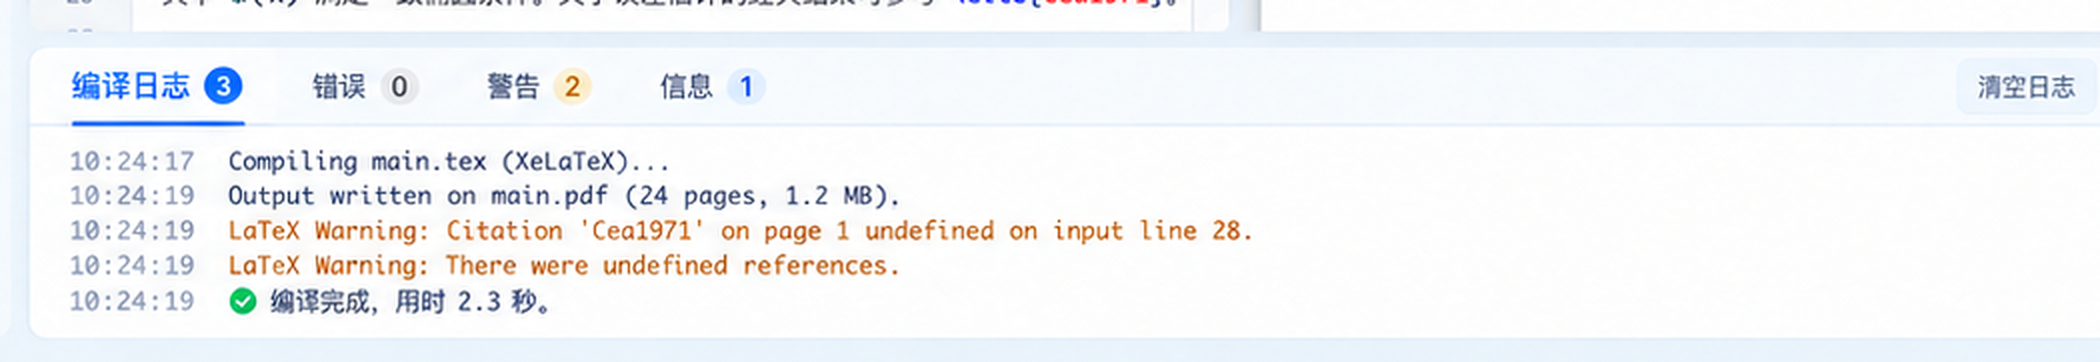 编译日志 3 错误 0 警告 2 信息 1 清空日志
10:24:17 Compiling main.tex (XeLaTeX)...
10:24:19 Output written on main.pdf (24 pages, 1.2 MB).
10:24:19 LaTeX Warning: Citation 'Cea1971' on page 1 undefined on input line 28.
10:24:19 LaTeX Warning: There were undefined references.
10:24:19 编译完成，用时 2.3 秒。